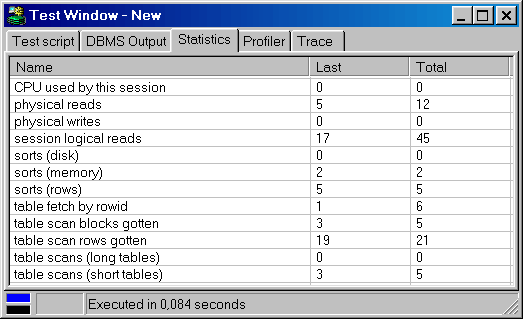 Test Window - New
Test script DBMS Output Statistics Profiler Trace
Name Last Total
CPU used by this session 0 0
physical reads 5 12
physical writes 0 0
session logical reads 17 45
sorts (disk) 0 0
sorts (memory) 2 2
sorts (rows) 5 5
table fetch by rowid 1 6
table scan blocks gotten 3 5
table scan rows gotten 19 21
table scans (long tables) 0 0
table scans (short tables) 3 5
Executed in 0,084 seconds